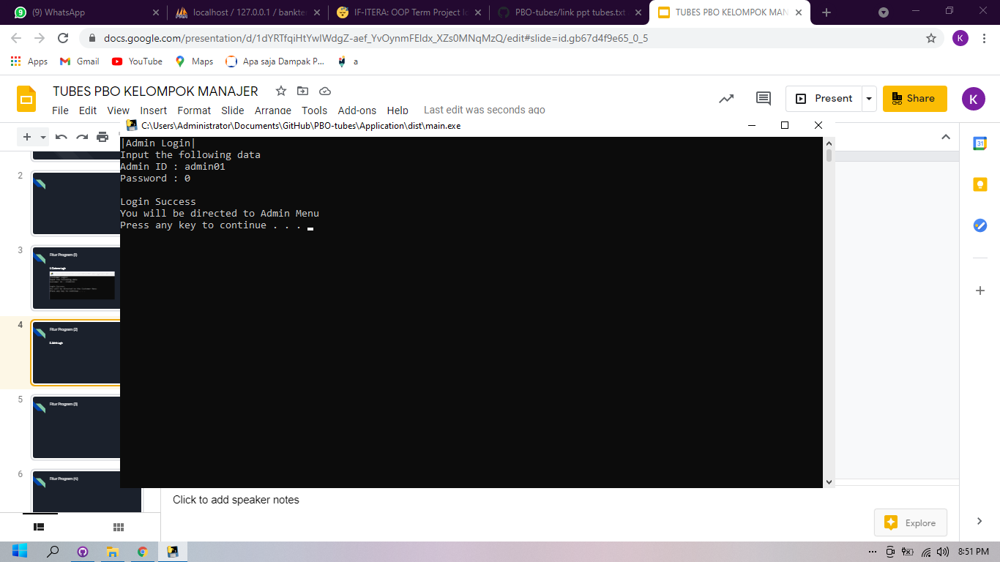 (9) WhatsApp
localhost / 127.0.0.1 / bankte
IF-ITERA: OOP Term Project Id
PBO-tubes/link ppt tubes.txt
TUBES PBO KELOMPOK MAN
docs.google.com/presentation/d/1dYRTfqiHtYwIWdgZ-aef_YvOynmFEldx_XZs0MNqMzQ/edit#slide=id.gb67d4f9e65_0_5
K
Apps
Gmail
YouTube
Maps
Apa saja Dampak P...
a
TUBES PBO KELOMPOK MANAJER
File Edit View Insert Format Slide Arrange Tools Add-ons Help
Last edit was seconds ago
Present
Share
K
C:\Users\Administrator\Documents\GitHub\PBO-tubes\Application\dist\main.exe
|Admin Login|
Input the following data
Admin ID : admin01
Password : 0
Login Success
You will be directed to Admin Menu
Press any key to continue . . .
2
3
Fitur Program (1)
1. Customer Login
4
Fitur Program (2)
2. Admin Login
5
Fitur Program (3)
6
Fitur Program (4)
31
Click to add speaker notes
Explore
8:51 PM